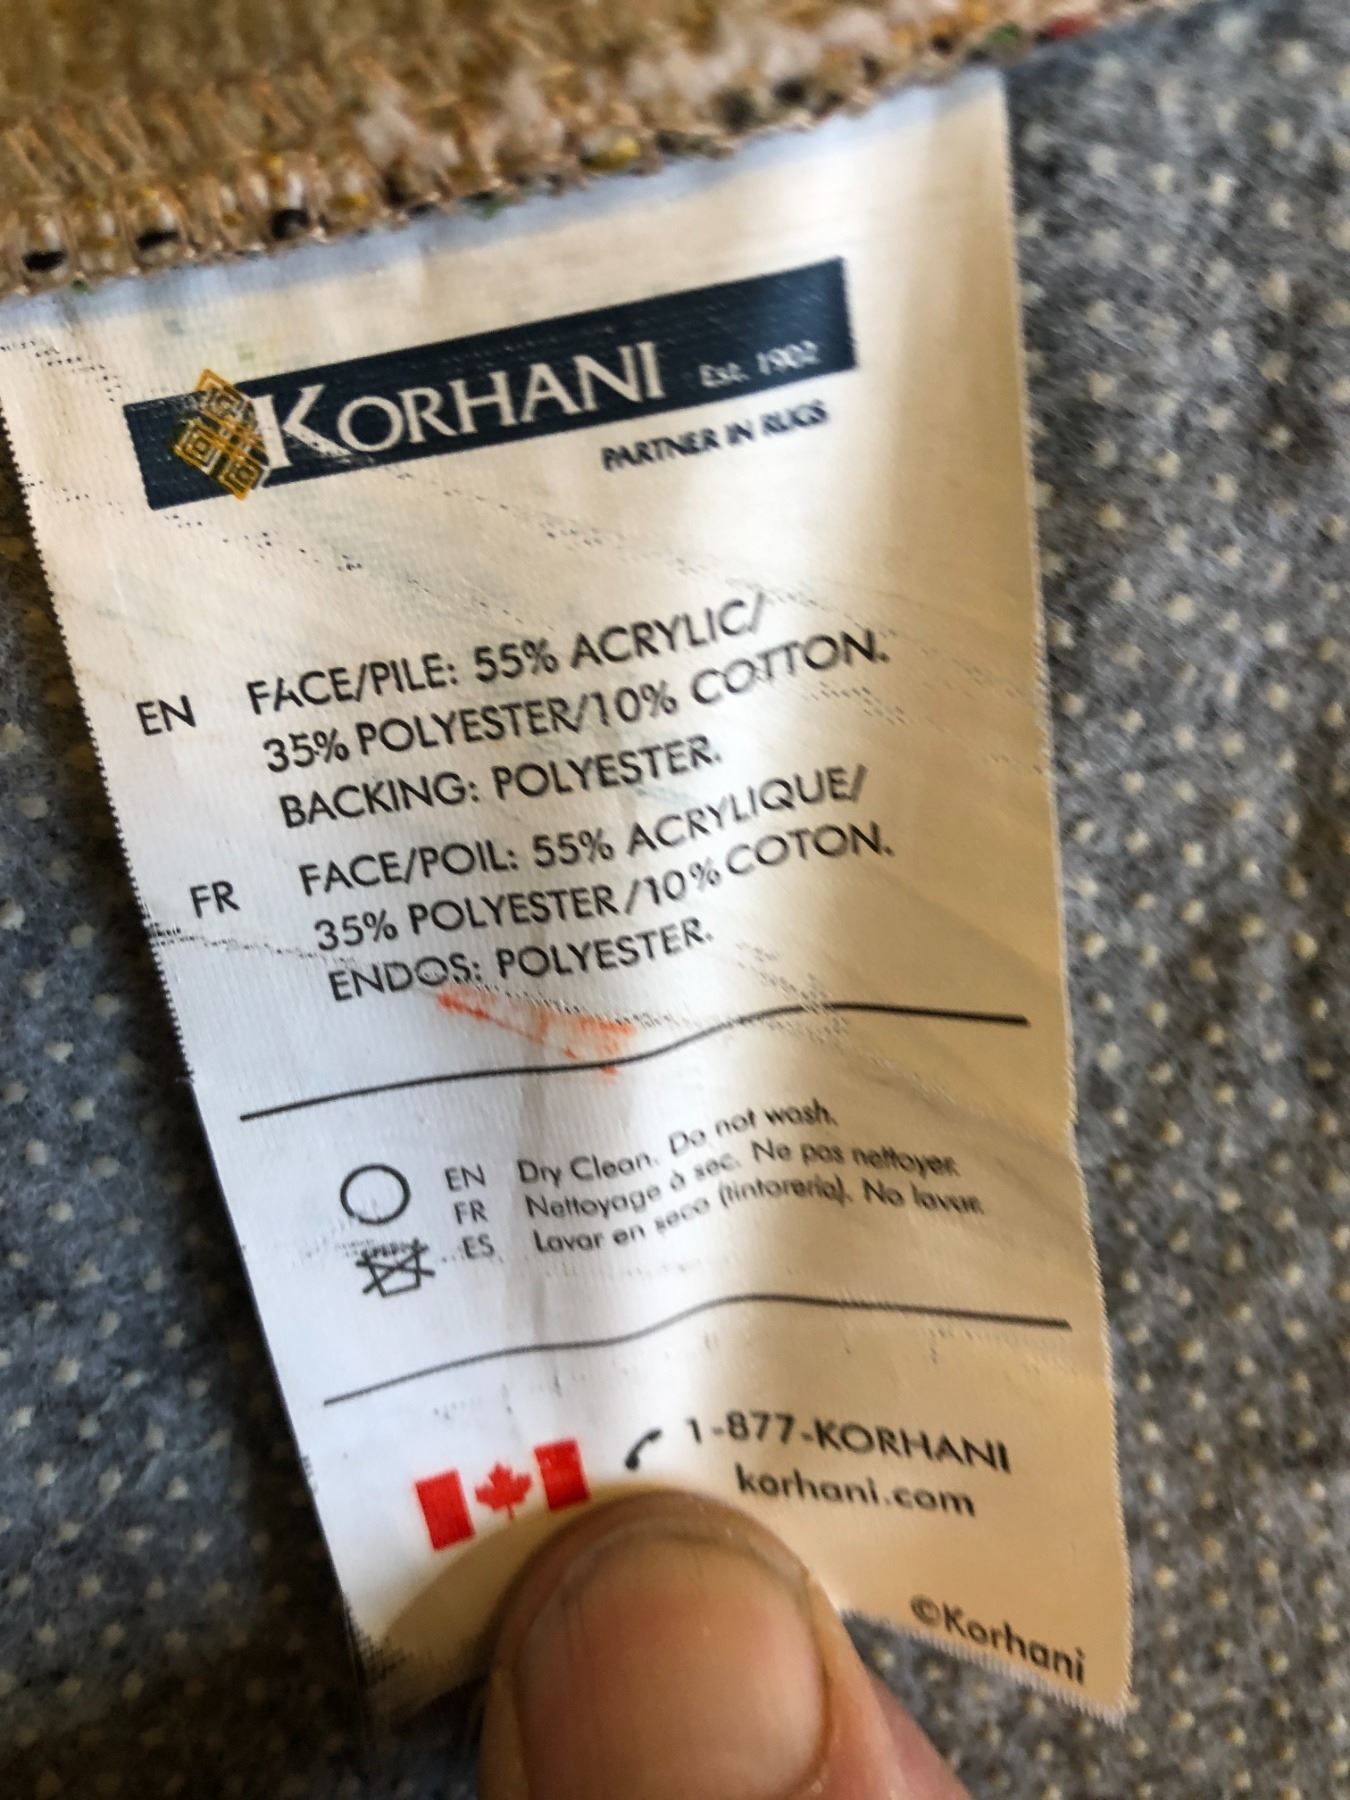 KORHANI Est. 1902
PARTNER IN RUGS
EN FACE/PILE: 55% ACRYLIC/
35% POLYESTER/10% COTTON.
BACKING: POLYESTER.
FR FACE/POIL: 55% ACRYLIQUE/
35% POLYESTER/10% COTON.
ENDOS: POLYESTER.
EN Dry Clean. Do not wash.
FR Nettoyage à sec. Ne pas nettoyer.
ES Lavar en seco (tintorería). No lavar.
1-877-KORHANI
korhani.com
©Korhani